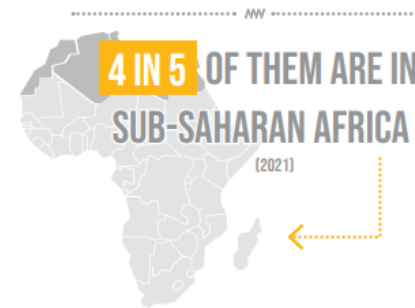 4 IN 5 OF THEM ARE IN
SUB-SAHARAN AFRICA
(2021)